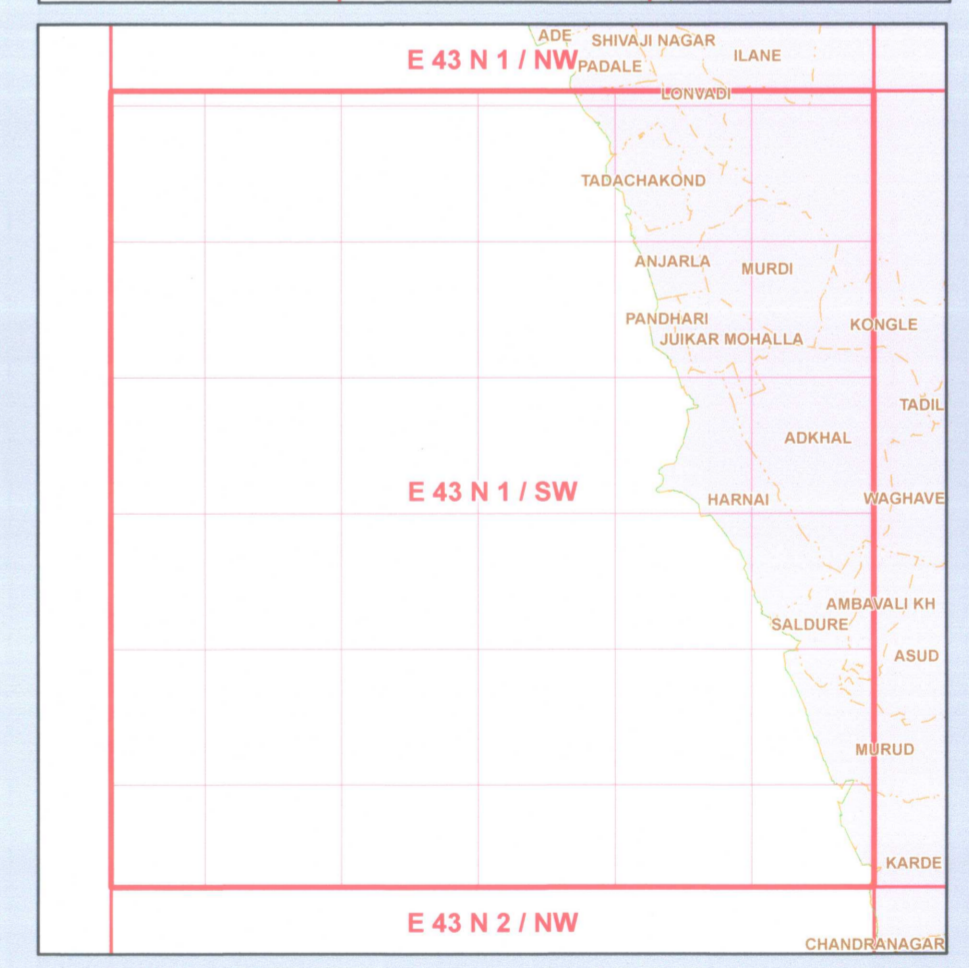 ADE
SHIVAJI NAGAR
ILANE
E 43 N 1 / NW
PADALE
LONVADI
TADACHAKOND
ANJARLA
MURDI
PANDHARI
KONGLE
JUIKAR MOHALLA
TADIL
ADKHAL
E 43 N 1 / SW
HARNAI
WAGHAVE
AMBAVALI KH
SALDURE
ASUD
MURUD
KARDE
E 43 N 2 / NW
CHANDRANAGAR